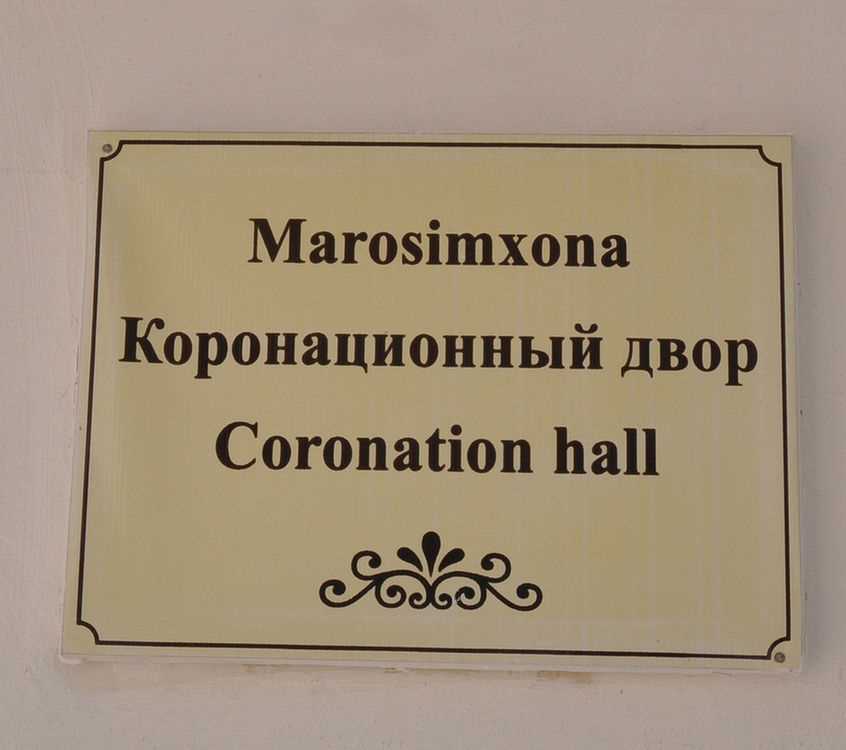 Marosimxona
Коронационный двор
Coronation hall